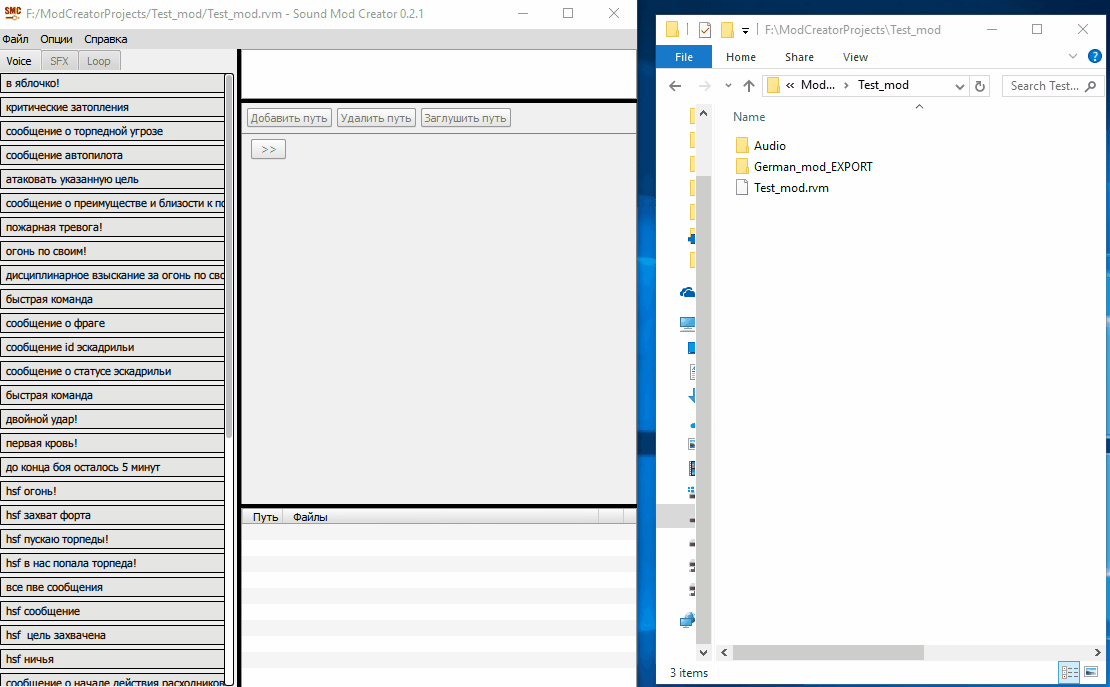 SMC F:/ModCreatorProjects/Test_mod/Test_mod.rvm - Sound Mod Creator 0.2.1
Файл Опции Справка
Voice SFX Loop
в яблочко!
критические затопления
сообщение о торпедной угрозе
сообщение автопилота
атаковать указанную цель
сообщение о преимуществе и близости к по
пожарная тревога!
огонь по своим!
дисциплинарное взыскание за огонь по сво
быстрая команда
сообщение о фраге
сообщение id эскадрильи
сообщение о статусе эскадрильи
быстрая команда
двойной удар!
первая кровь!
до конца боя осталось 5 минут
hsf огонь!
hsf захват форта
hsf пускаю торпеды!
hsf в нас попала торпеда!
все пве сообщения
hsf сообщение
hsf цель захвачена
hsf ничья
сообщение о начале действия расходников
Добавить путь Удалить путь Заглушить путь
>>
Путь Файлы
F:\ModCreatorProjects\Test_mod
File Home Share View
« Mod... › Test_mod
Search Test...
Name
Audio
German_mod_EXPORT
Test_mod.rvm
3 items